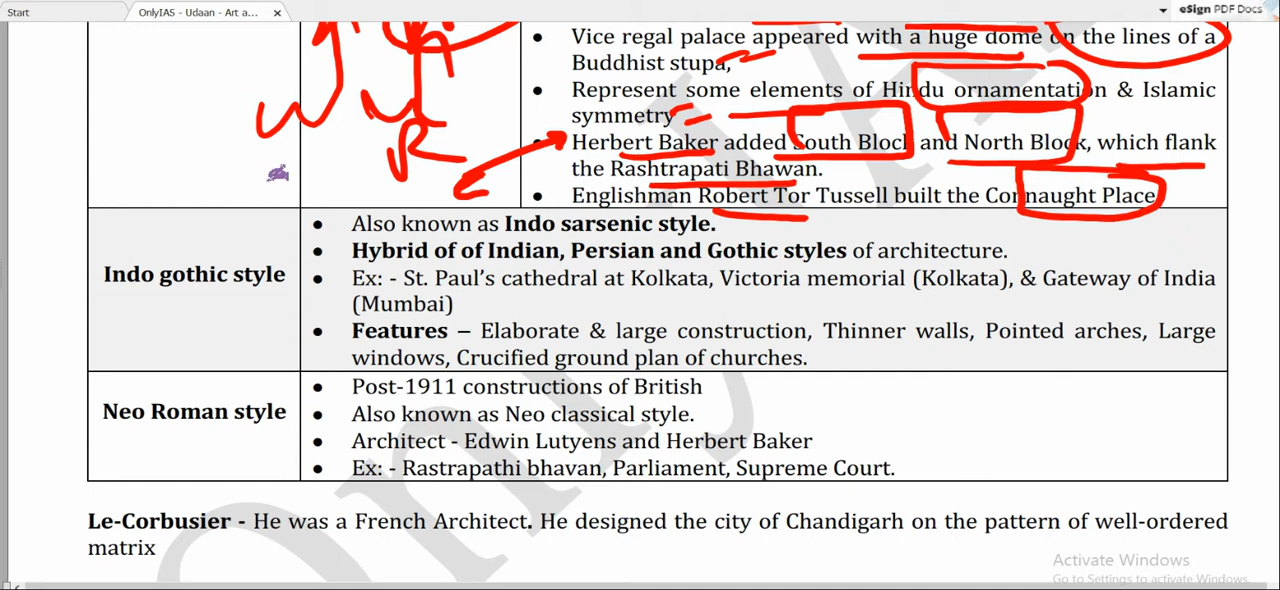 Start
OnlyIAS - Udaan - Art a...
eSign PDF Docs
• Vice regal palace appeared with a huge dome on the lines of a
Buddhist stupa,
• Represent some elements of Hindu ornamentation & Islamic
symmetry
• Herbert Baker added South Block and North Block, which flank
the Rashtrapati Bhawan.
• Englishman Robert Tor Tussell built the Connaught Place
Indo gothic style
• Also known as Indo sarsenic style.
• Hybrid of of Indian, Persian and Gothic styles of architecture.
• Ex: - St. Paul's cathedral at Kolkata, Victoria memorial (Kolkata), & Gateway of India
(Mumbai)
• Features – Elaborate & large construction, Thinner walls, Pointed arches, Large
windows, Crucified ground plan of churches.
Neo Roman style
• Post-1911 constructions of British
• Also known as Neo classical style.
• Architect - Edwin Lutyens and Herbert Baker
• Ex: - Rastrapathi bhavan, Parliament, Supreme Court.
Le-Corbusier - He was a French Architect. He designed the city of Chandigarh on the pattern of well-ordered
matrix
Activate Windows
Go to Settings to activate Windows.